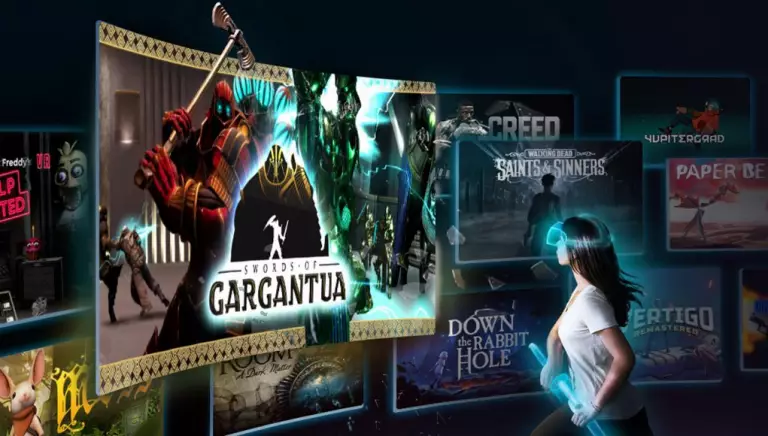 Freddy's VR
LP
TED
SWORDS OF
GARGANTUA
ROOM
A Dark Matter
M
CREED
THE WALKING DEAD
SAINTS & SINNERS
DOWN
the RABBIT
HOLE
YUPITERGRAD
PAPER BE
VERTIGO
REMASTERED